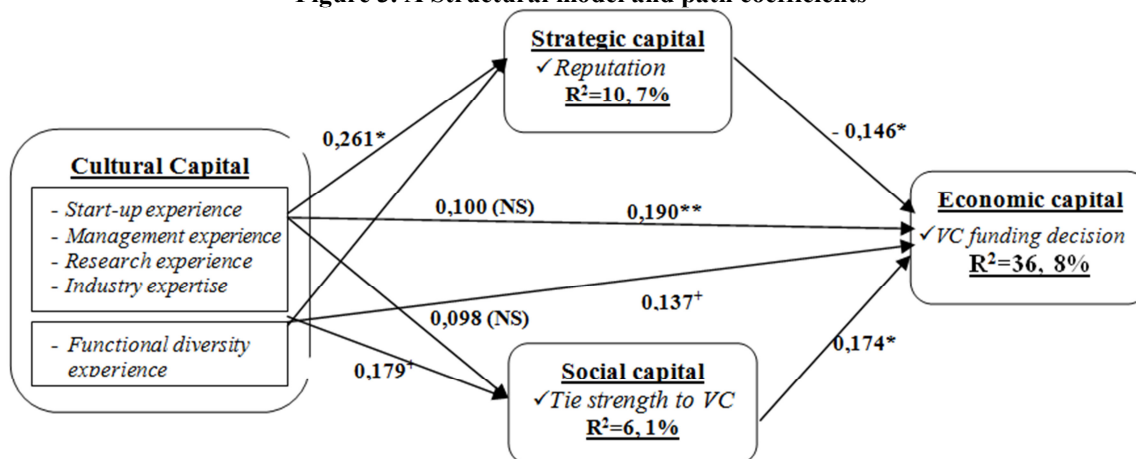 Figure 3: A Structural model and path coefficients
Strategic capital
✓ Reputation
R²=10, 7%
0,261*
- 0,146*
Cultural Capital
- Start-up experience
- Management experience
- Research experience
- Industry expertise
- Functional diversity
experience
0,100 (NS)
0,190**
Economic capital
✓ VC funding decision
R²=36, 8%
0,137⁺
0,098 (NS)
0,179⁺
0,174*
Social capital
✓ Tie strength to VC
R²=6, 1%